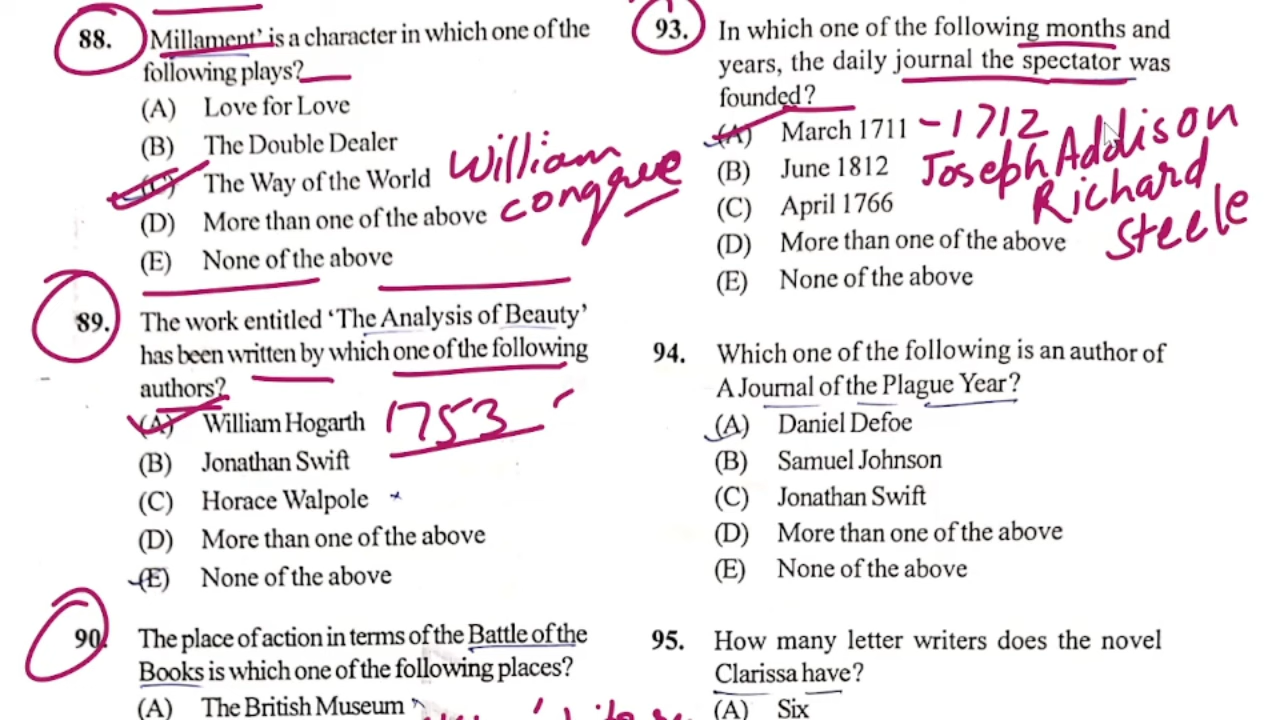 88. 'Millament' is a character in which one of the
following plays?
(A) Love for Love
(B) The Double Dealer
(C) The Way of the World
(D) More than one of the above
(E) None of the above
William
congreve
89. The work entitled ‘The Analysis of Beauty’
has been written by which one of the following
authors?
(A) William Hogarth
1753
(B) Jonathan Swift
(C) Horace Walpole
(D) More than one of the above
(E) None of the above
90. The place of action in terms of the Battle of the
Books is which one of the following places?
(A) The British Museum
93. In which one of the following months and
years, the daily journal the spectator was
founded?
(A) March 1711
-1712
(B) June 1812
(C) April 1766
(D) More than one of the above
(E) None of the above
Joseph Addison
Richard
Steele
94. Which one of the following is an author of
A Journal of the Plague Year?
(A) Daniel Defoe
(B) Samuel Johnson
(C) Jonathan Swift
(D) More than one of the above
(E) None of the above
95. How many letter writers does the novel
Clarissa have?
(A) Six